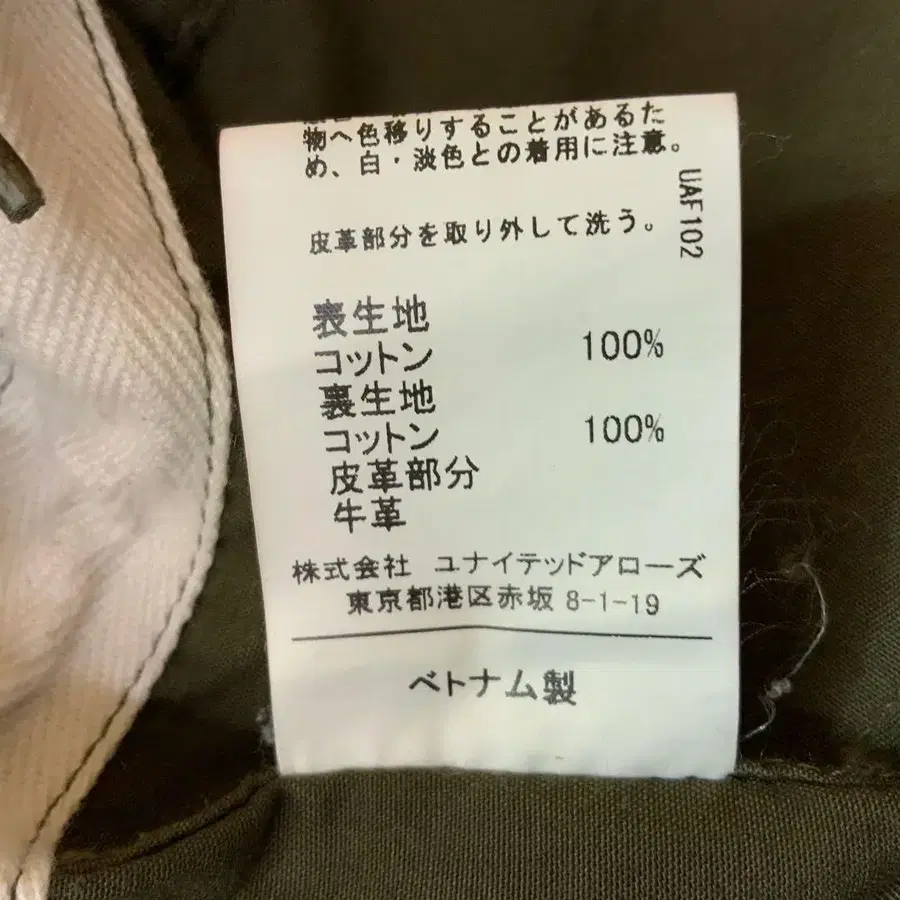 物へ色移りすることがあるた
め、白・淡色との着用に注意。
UAF102
皮革部分を取り外して洗う。
表生地
コットン 100%
裏生地
コットン 100%
皮革部分
牛革
株式会社 ユナイテッドアローズ
東京都港区赤坂 8-1-19
ベトナム製